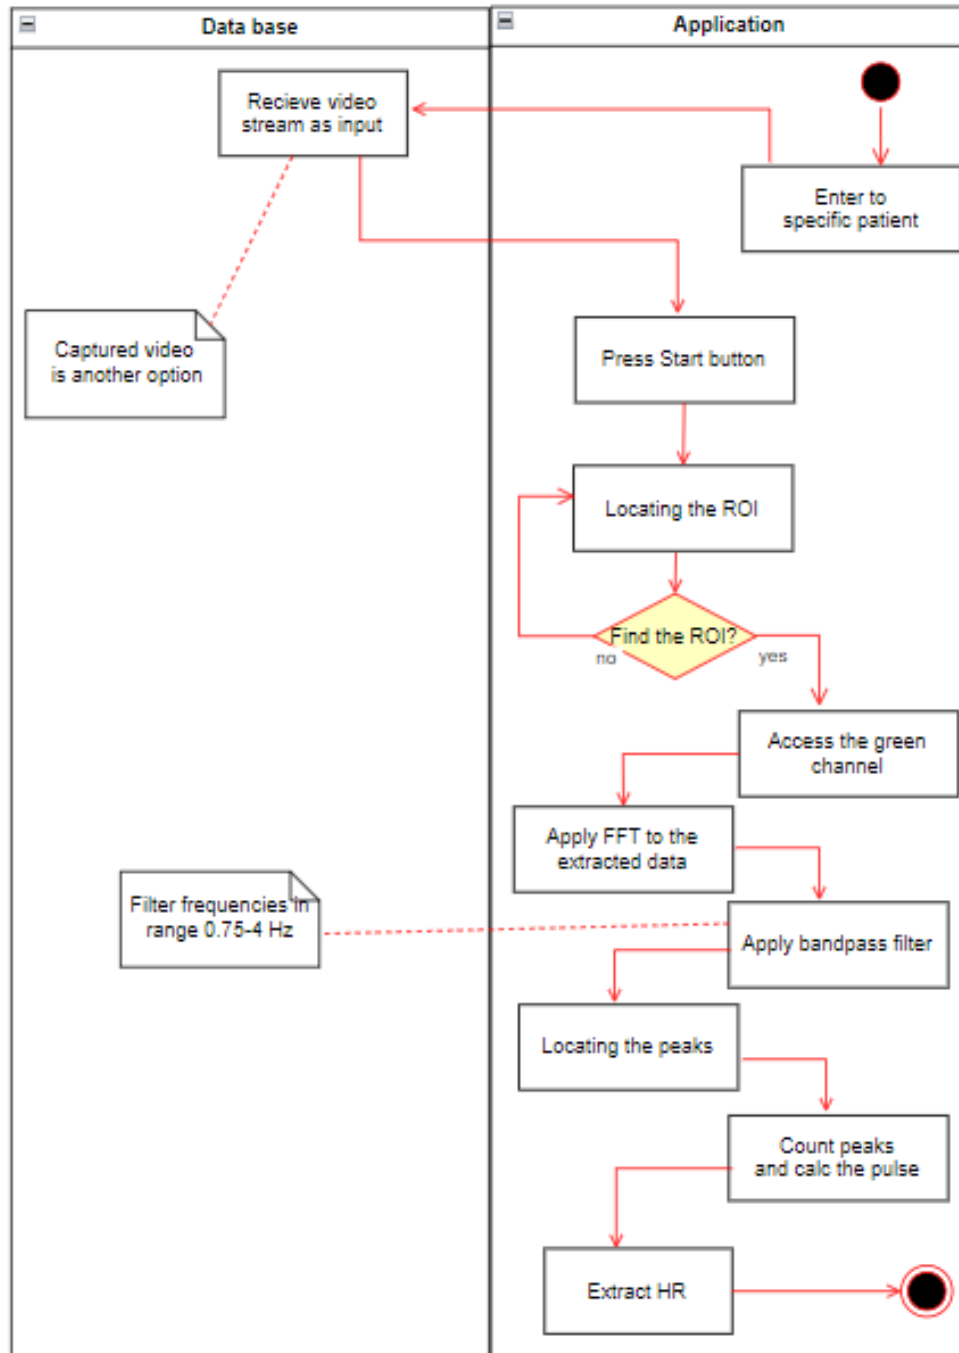 Data base
Application
Recieve video
stream as input
Enter to
specific patient
Captured video
is another option
Press Start button
Locating the ROI
Find the ROI?
no
yes
Access the green
channel
Apply FFT to the
extracted data
Filter frequencies in
range 0.75-4 Hz
Apply bandpass filter
Locating the peaks
Count peaks
and calc the pulse
Extract HR